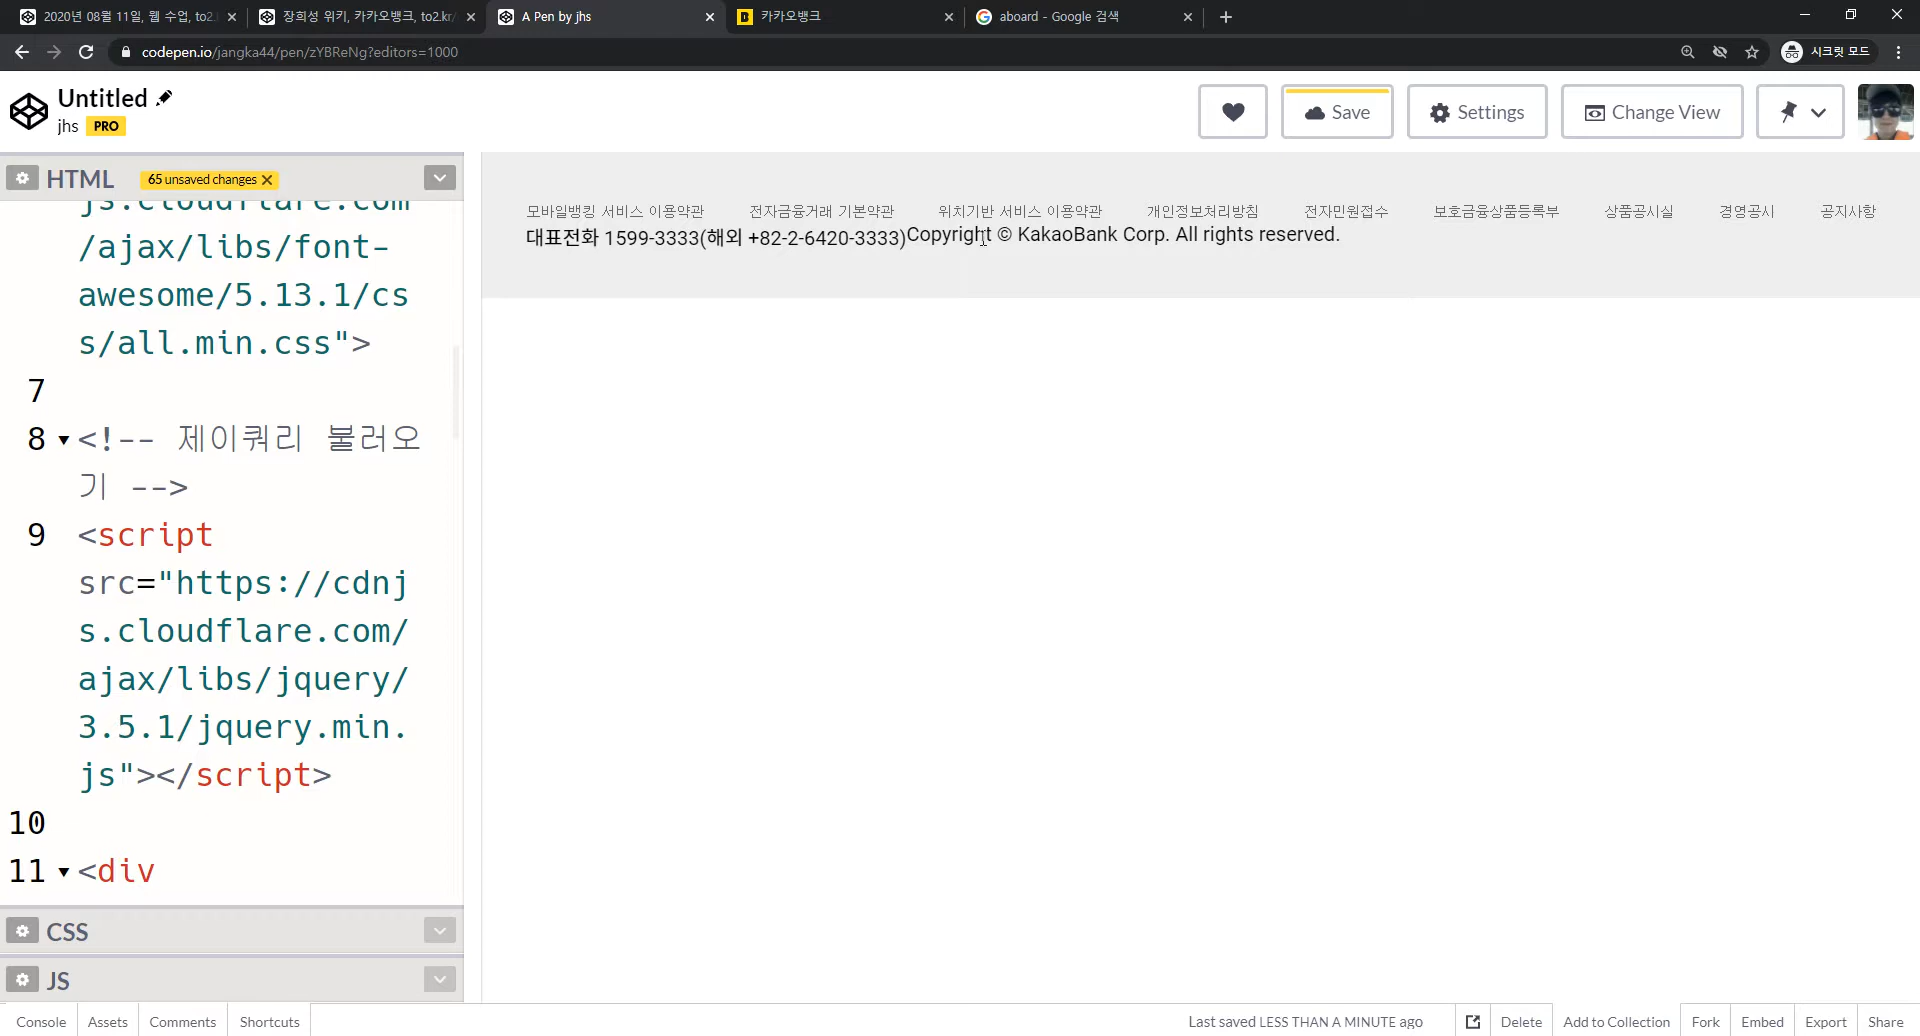 2020년 08월 11일, 웹 수업, to2.
장희성 위키, 카카오뱅크, to2.kr/
A Pen by jhs
카카오뱅크
aboard - Google 검색
codepen.io/jangka44/pen/zYBReNg?editors=1000
시크릿 모드
Untitled
jhs PRO
Save
Settings
Change View
HTML 65 unsaved changes
js.cloudflare.com
/ajax/libs/font-
awesome/5.13.1/cs
s/all.min.css">
7
8 <!-- 제이쿼리 불러오
기 -->
9 <script
src="https://cdnj
s.cloudflare.com/
ajax/libs/jquery/
3.5.1/jquery.min.
js"></script>
10
11 <div
CSS
JS
모바일뱅킹 서비스 이용약관 전자금융거래 기본약관 위치기반 서비스 이용약관 개인정보처리방침 전자민원접수 보호금융상품등록부 상품공시실 경영공시 공지사항
대표전화 1599-3333(해외 +82-2-6420-3333)Copyright © KakaoBank Corp. All rights reserved.
Console Assets Comments Shortcuts
Last saved LESS THAN A MINUTE ago Delete Add to Collection Fork Embed Export Share